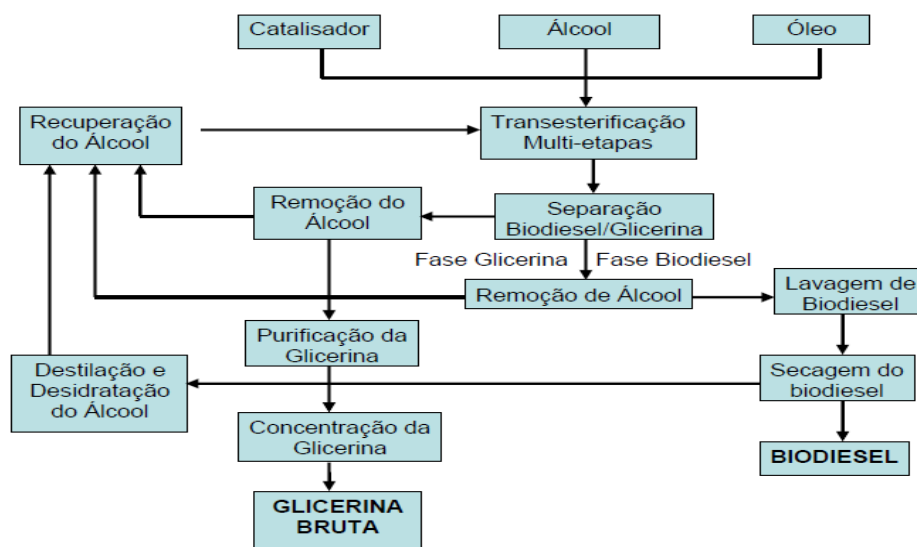 Catalisador
Álcool
Óleo
Recuperação
do Álcool
Transesterificação
Multi-etapas
Remoção do
Álcool
Separação
Biodiesel/Glicerina
Fase Glicerina
Fase Biodiesel
Remoção de Álcool
Lavagem de
Biodiesel
Purificação da
Glicerina
Destilação e
Desidratação
do Álcool
Secagem do
biodiesel
Concentração da
Glicerina
BIODIESEL
GLICERINA
BRUTA